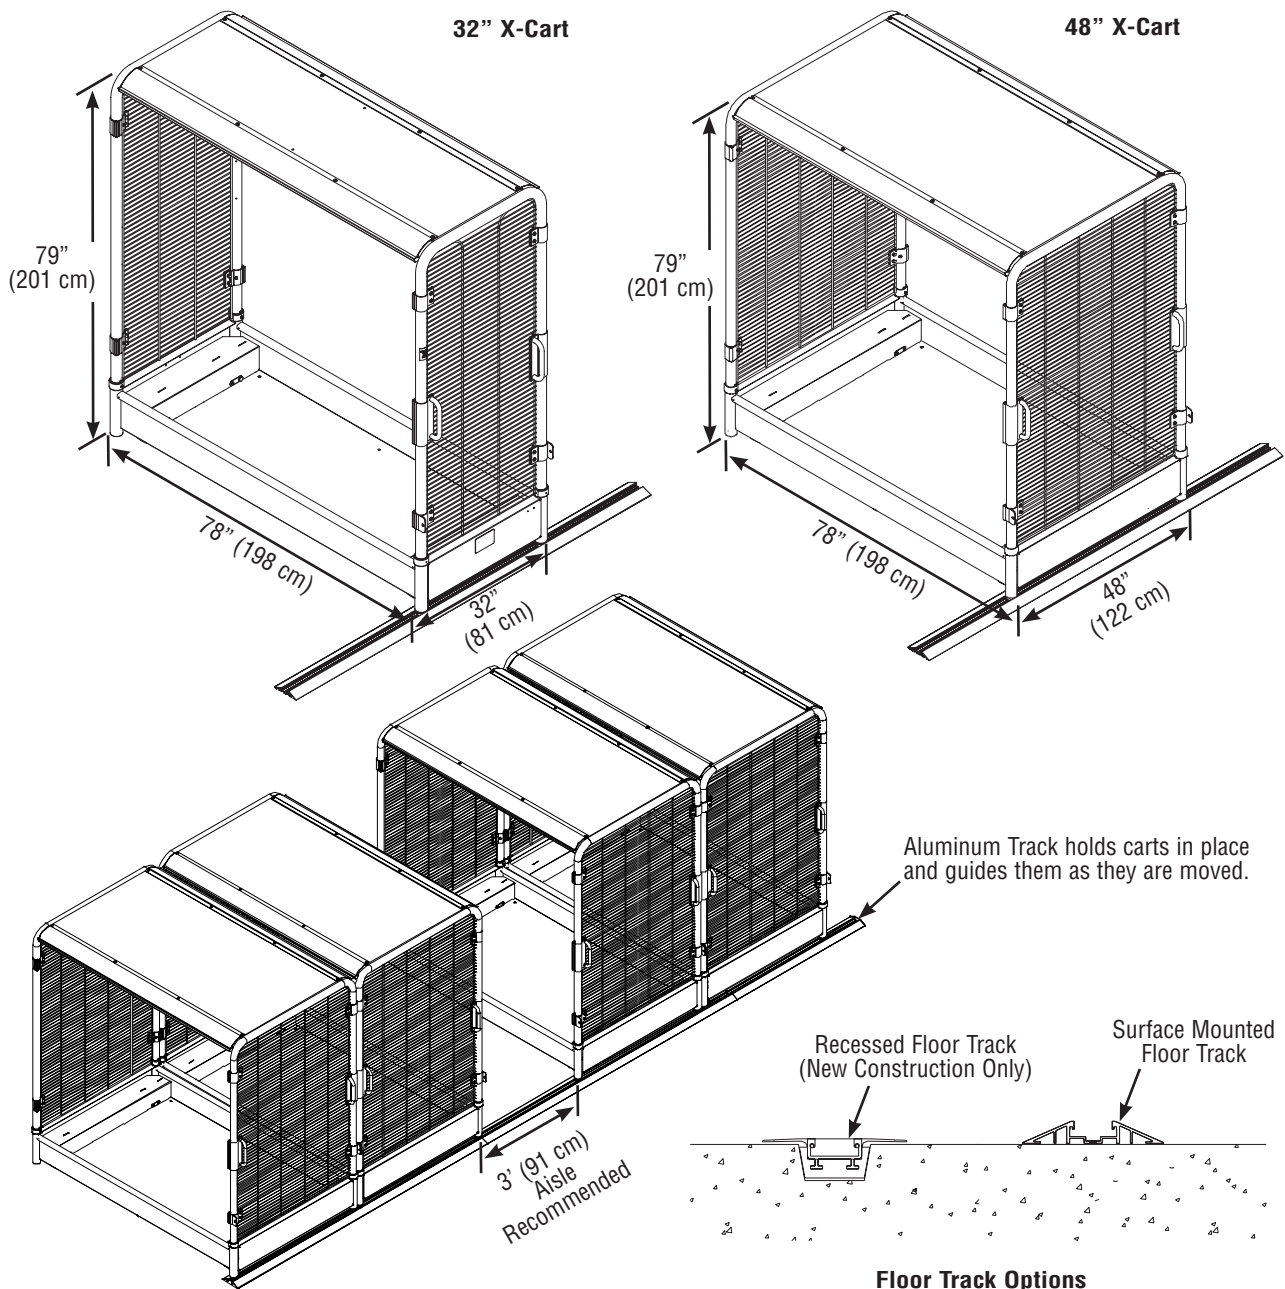 32” X-Cart
48” X-Cart
79”
(201 cm)
78” (198 cm)
32”
(81 cm)
79”
(201 cm)
78” (198 cm)
48”
(122 cm)
Aluminum Track holds carts in place
and guides them as they are moved.
3’ (91 cm)
Aisle
Recommended
Recessed Floor Track
(New Construction Only)
Surface Mounted
Floor Track
Floor Track Options